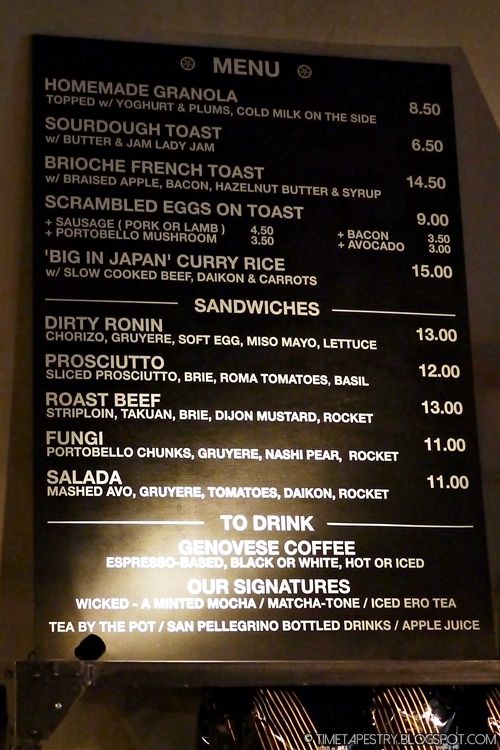 MENU
HOMEMADE GRANOLA
TOPPED w/ YOGHURT & PLUMS, COLD MILK ON THE SIDE 8.50
SOURDOUGH TOAST
w/ BUTTER & JAM LADY JAM 6.50
BRIOCHE FRENCH TOAST
w/ BRAISED APPLE, BACON, HAZELNUT BUTTER & SYRUP 14.50
SCRAMBLED EGGS ON TOAST 9.00
+ SAUSAGE ( PORK OR LAMB ) 4.50 + BACON 3.50
+ PORTOBELLO MUSHROOM 3.50 + AVOCADO 3.00
'BIG IN JAPAN' CURRY RICE 15.00
w/ SLOW COOKED BEEF, DAIKON & CARROTS
SANDWICHES
DIRTY RONIN 13.00
CHORIZO, GRUYERE, SOFT EGG, MISO MAYO, LETTUCE
PROSCIUTTO 12.00
SLICED PROSCIUTTO, BRIE, ROMA TOMATOES, BASIL
ROAST BEEF 13.00
STRIPLOIN, TAKUAN, BRIE, DIJON MUSTARD, ROCKET
FUNGI 11.00
PORTOBELLO CHUNKS, GRUYERE, NASHI PEAR, ROCKET
SALADA 11.00
MASHED AVO, GRUYERE, TOMATOES, DAIKON, ROCKET
TO DRINK
GENOVESE COFFEE
ESPRESSO-BASED, BLACK OR WHITE, HOT OR ICED
OUR SIGNATURES
WICKED - A MINTED MOCHA / MATCHA-TONE / ICED ERO TEA
TEA BY THE POT / SAN PELLEGRINO BOTTLED DRINKS / APPLE JUICE
© TIMETAPESTRY.BLOGSPOT.COM